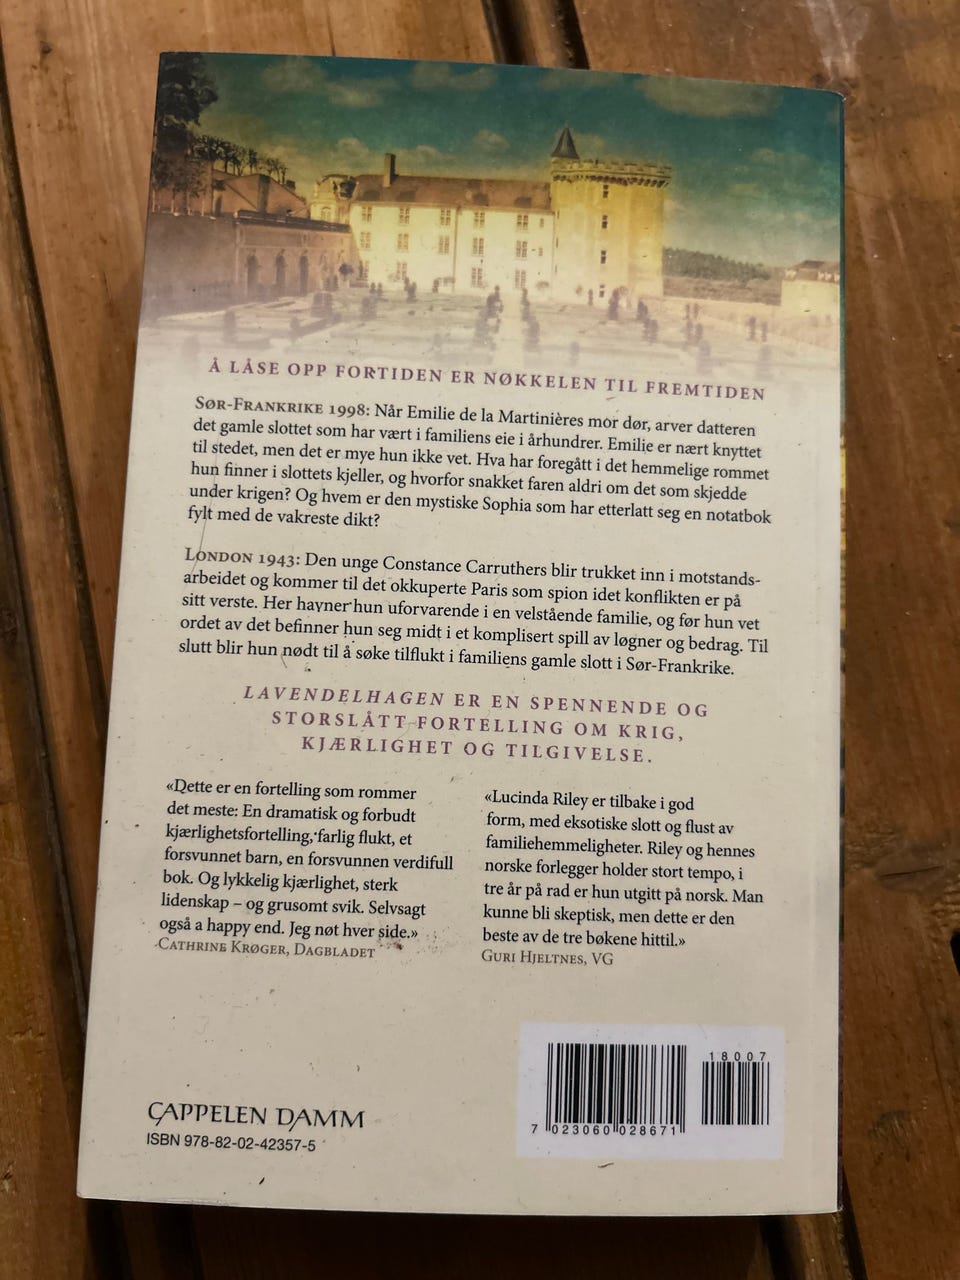 Å LÅSE OPP FORTIDEN ER NØKKELEN TIL FREMTIDEN
SØR-FRANKRIKE 1998: Når Emilie de la Martinières mor dør, arver datteren
det gamle slottet som har vært i familiens eie i århundrer. Emilie er nært knyttet
til stedet, men det er mye hun ikke vet. Hva har foregått i det hemmelige rommet
hun finner i slottets kjeller, og hvorfor snakket faren aldri om det som skjedde
under krigen? Og hvem er den mystiske Sophia som har etterlatt seg en notatbok
fylt med de vakreste dikt?
LONDON 1943: Den unge Constance Carruthers blir trukket inn i motstands-
arbeidet og kommer til det okkuperte Paris som spion idet konflikten er på
sitt verste. Her havner hun uforvarende i en velstående familie, og før hun vet
ordet av det befinner hun seg midt i et komplisert spill av løgner og bedrag. Til
slutt blir hun nødt til å søke tilflukt i familiens gamle slott i Sør-Frankrike.
LAVENDELHAGEN ER EN SPENNENDE OG
STORSLÅTT FORTELLING OM KRIG,
KJÆRLIGHET OG TILGIVELSE.
«Dette er en fortelling som rommer
det meste: En dramatisk og forbudt
kjærlighetsfortelling, farlig flukt, et
forsvunnet barn, en forsvunnen verdifull
bok. Og lykkelig kjærlighet, sterk
lidenskap – og grusomt svik. Selvsagt
også a happy end. Jeg nøt hver side.»
CATHRINE KRØGER, DAGBLADET
«Lucinda Riley er tilbake i god
form, med eksotiske slott og flust av
familiehemmeligheter. Riley og hennes
norske forlegger holder stort tempo, i
tre år på rad er hun utgitt på norsk. Man
kunne bli skeptisk, men dette er den
beste av de tre bøkene hittil.»
GURI HJELTNES, VG
CAPPELEN DAMM
ISBN 978-82-02-42357-5
18007
7 023060 028671